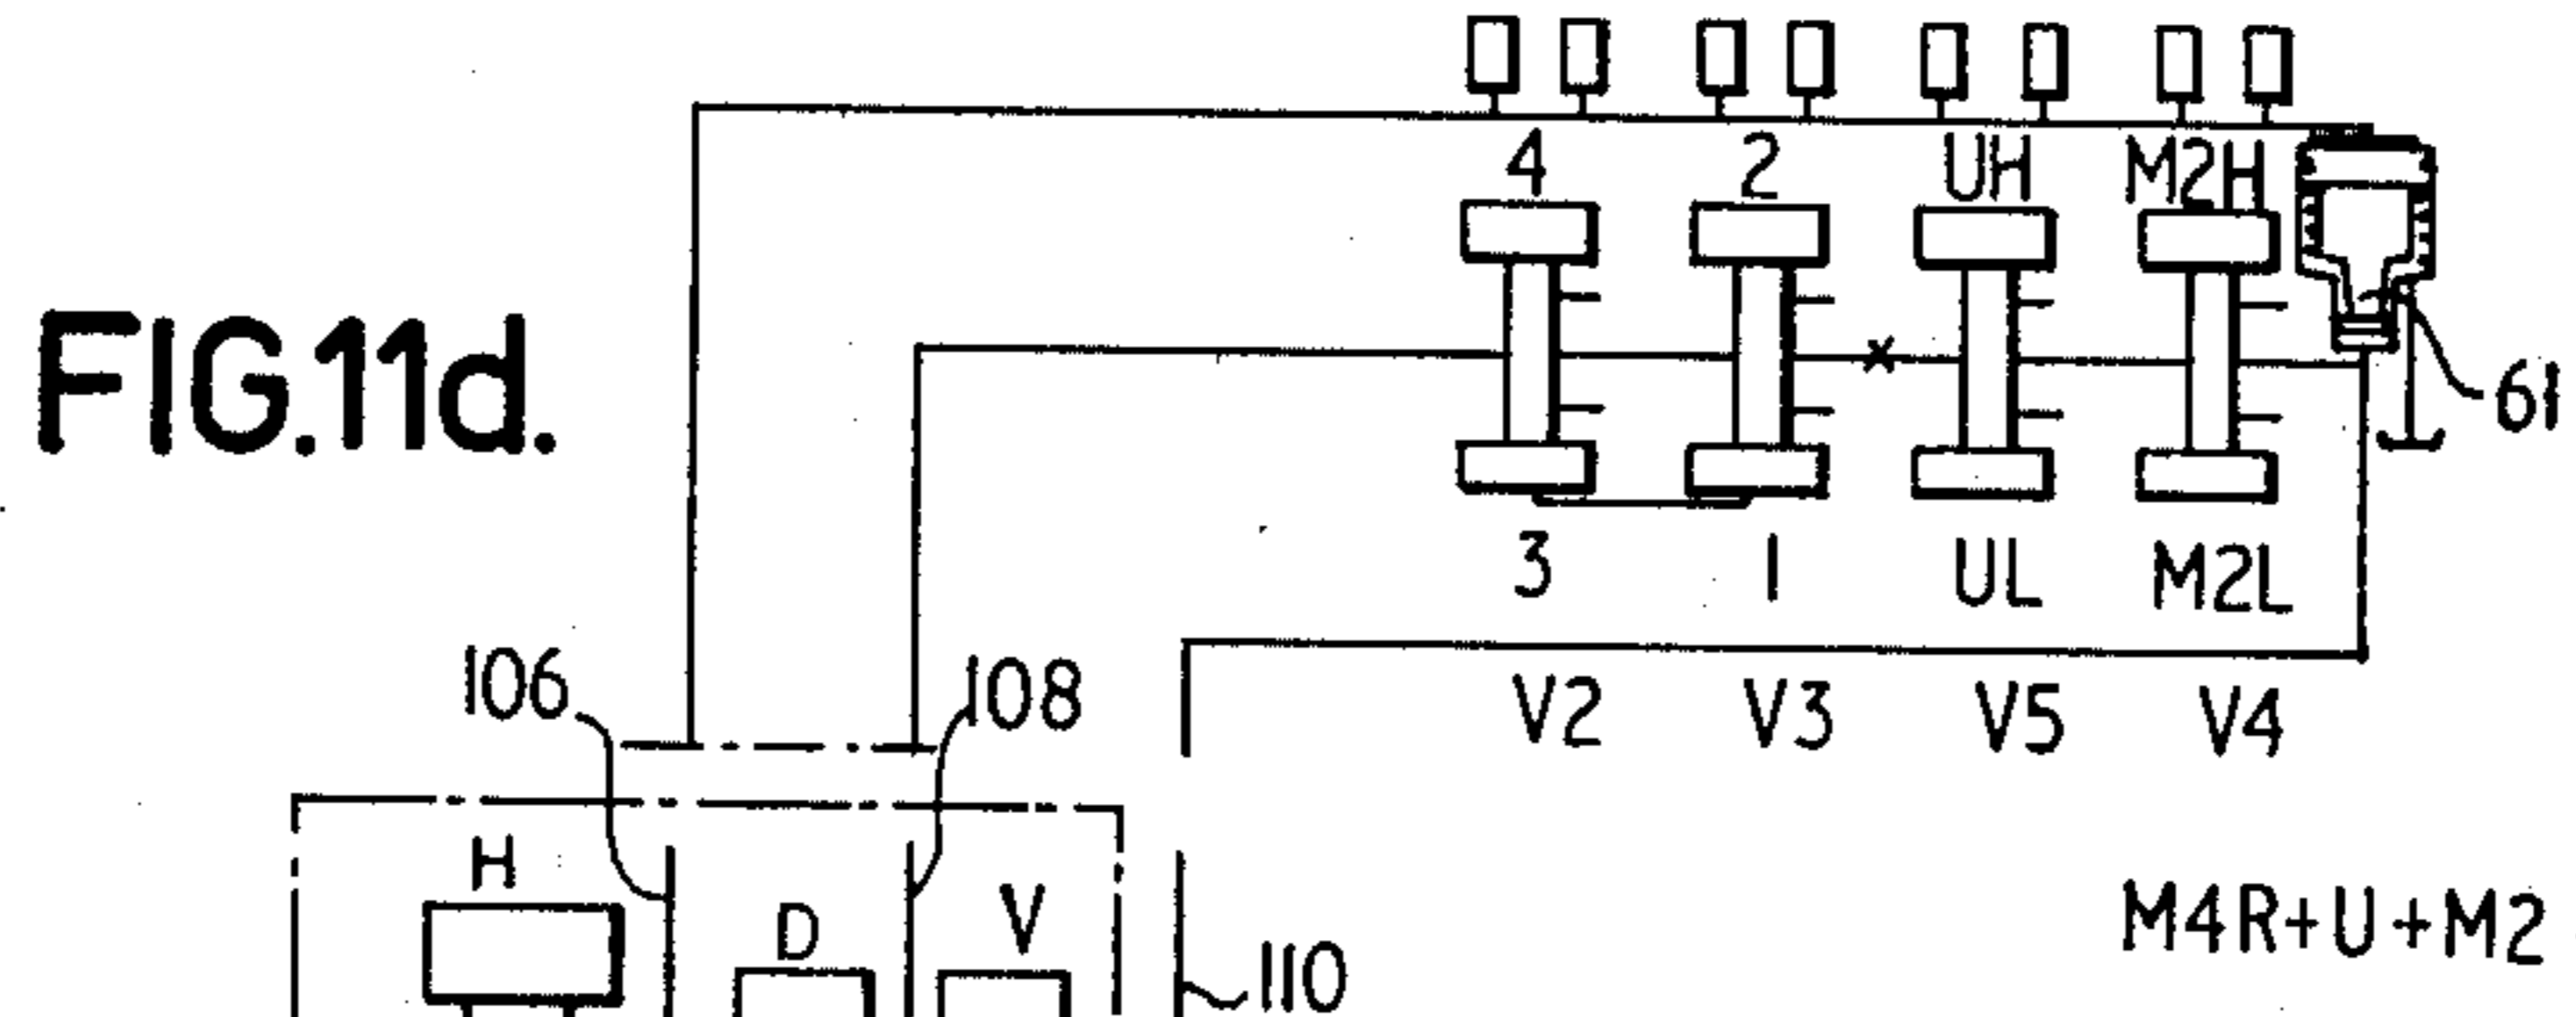 4 2 UH M2H
FIG.11d.
61
3 1 UL M2L
106 108
V2 V3 V5 V4
H
D V
M4R+U+M2
110